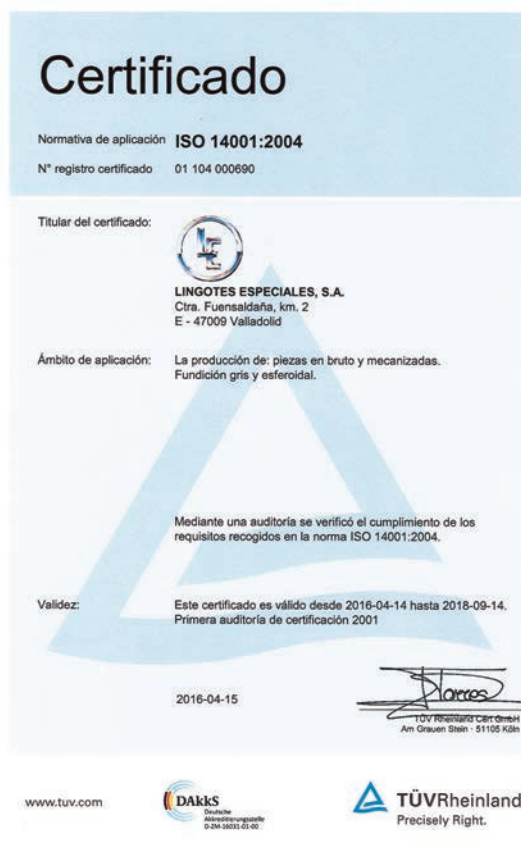 Certificado
Normativa de aplicación ISO 14001:2004
N° registro certificado 01 104 000690
Titular del certificado:
LINGOTES ESPECIALES, S.A.
Ctra. Fuensaldaña, km. 2
E - 47009 Valladolid
Ámbito de aplicación: La producción de: piezas en bruto y mecanizadas.
Fundición gris y esferoidal.
Mediante una auditoría se verificó el cumplimiento de los
requisitos recogidos en la norma ISO 14001:2004.
Validez: Este certificado es válido desde 2016-04-14 hasta 2018-09-14.
Primera auditoría de certificación 2001
2016-04-15
TÜV Rheinland Cert GmbH
Am Grauen Stein · 51105 Köln
www.tuv.com
DAkkS
Deutsche
Akkreditierungsstelle
D-ZM-16031-01-00
TÜVRheinland
Precisely Right.